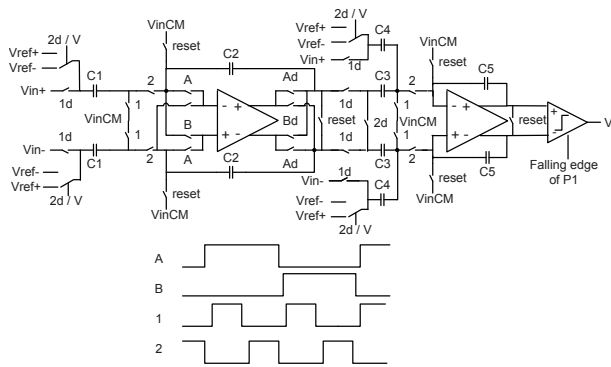 VinCM
2d / V
Vref+
Vref-
Vin+
1d
C1
2
reset
C2
A
VinCM
1
1
B
- +
+ -
A
2
Vin-
1d
C1
Vref-
Vref+
2d / V
reset
VinCM
C2
Ad
Bd
Ad
reset
1d
1d
2d
2d / V
Vref+
Vref-
Vin+
1d
C4
C3
2
1
VinCM
1
C3
2
Vin-
1d
C4
Vref-
Vref+
2d / V
VinCM
reset
C5
- +
+ -
reset
C5
reset
VinCM
+
-
V
Falling edge
of P1
A
B
1
2